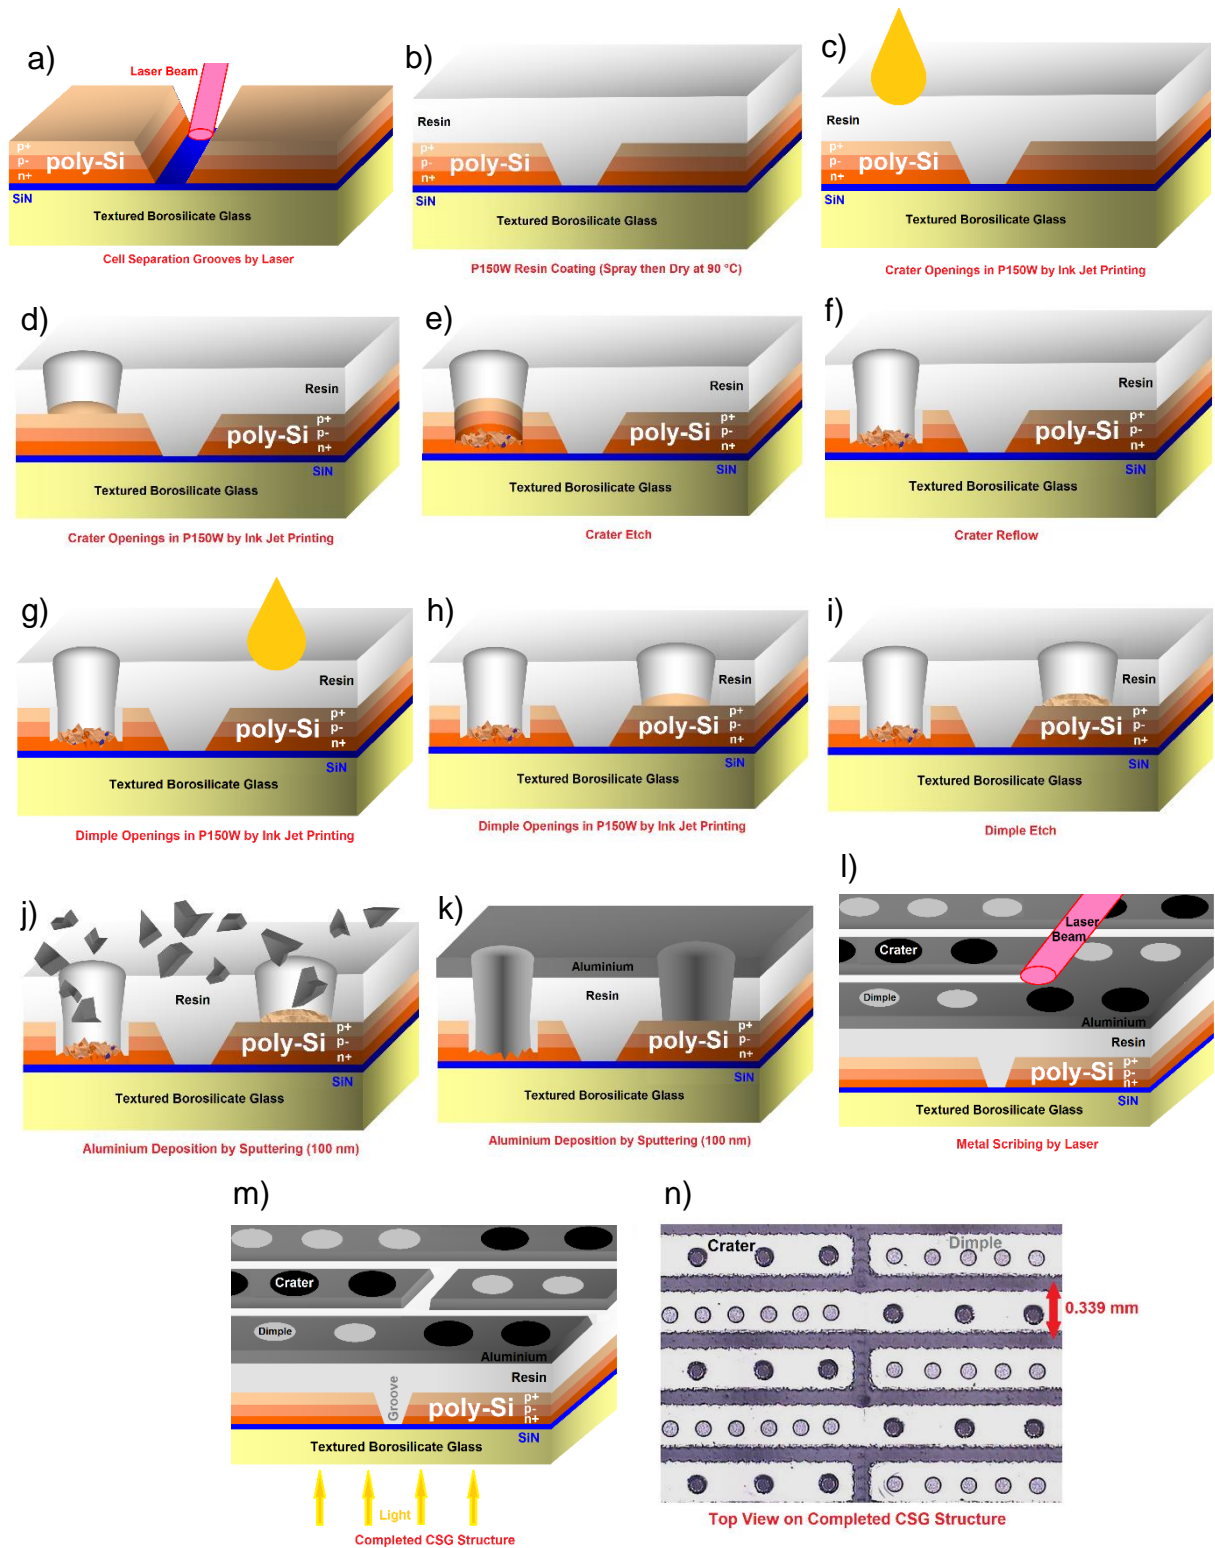 a)
Laser Beam
p+
p-
n+
poly-Si
SiN
Textured Borosilicate Glass
Cell Separation Grooves by Laser
b)
Resin
p+
p-
n+
poly-Si
SiN
Textured Borosilicate Glass
P150W Resin Coating (Spray then Dry at 90 °C)
c)
Resin
p+
p-
n+
poly-Si
SiN
Textured Borosilicate Glass
Crater Openings in P150W by Ink Jet Printing
d)
Resin
poly-Si
p+
p-
n+
SiN
Textured Borosilicate Glass
Crater Openings in P150W by Ink Jet Printing
e)
Resin
poly-Si
p+
p-
n+
SiN
Textured Borosilicate Glass
Crater Etch
f)
Resin
poly-Si
p+
p-
n+
SiN
Textured Borosilicate Glass
Crater Reflow
g)
Resin
poly-Si
p+
p-
n+
SiN
Textured Borosilicate Glass
Dimple Openings in P150W by Ink Jet Printing
h)
Resin
poly-Si
p+
p-
n+
SiN
Textured Borosilicate Glass
Dimple Openings in P150W by Ink Jet Printing
i)
Resin
poly-Si
p+
p-
n+
SiN
Textured Borosilicate Glass
Dimple Etch
j)
Resin
poly-Si
p+
p-
n+
SiN
Textured Borosilicate Glass
Aluminium Deposition by Sputtering (100 nm)
k)
Aluminium
Resin
poly-Si
p+
p-
n+
SiN
Textured Borosilicate Glass
Aluminium Deposition by Sputtering (100 nm)
l)
Laser
Beam
Crater
Dimple
Aluminium
Resin
poly-Si
p+
p-
n+
SiN
Textured Borosilicate Glass
Metal Scribing by Laser
m)
Crater
Dimple
Aluminium
Resin
Groove
poly-Si
p+
p-
n+
SiN
Textured Borosilicate Glass
Light
Completed CSG Structure
n)
Crater
Dimple
0.339 mm
Top View on Completed CSG Structure